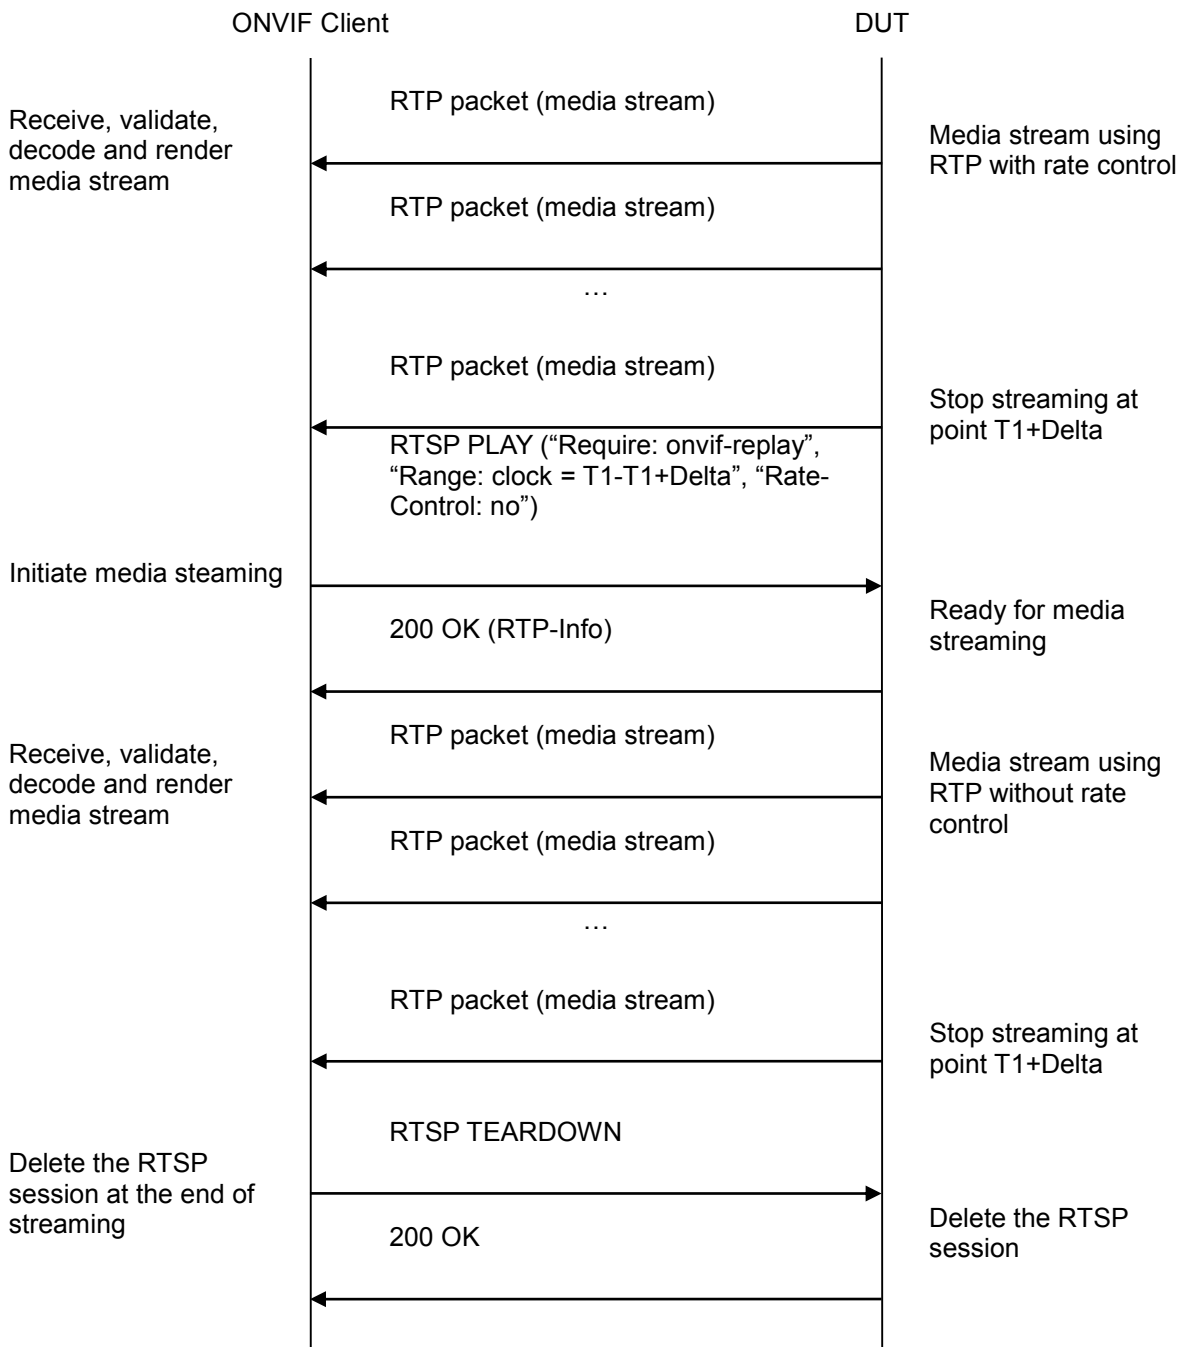 ONVIF Client
DUT
RTP packet (media stream)
Receive, validate,
decode and render
media stream
Media stream using
RTP with rate control
RTP packet (media stream)
…
RTP packet (media stream)
Stop streaming at
point T1+Delta
RTSP PLAY (“Require: onvif-replay”,
“Range: clock = T1-T1+Delta”, “Rate-
Control: no”)
Initiate media steaming
Ready for media
streaming
200 OK (RTP-Info)
RTP packet (media stream)
Receive, validate,
decode and render
media stream
Media stream using
RTP without rate
control
RTP packet (media stream)
…
RTP packet (media stream)
Stop streaming at
point T1+Delta
RTSP TEARDOWN
Delete the RTSP
session at the end of
streaming
Delete the RTSP
session
200 OK